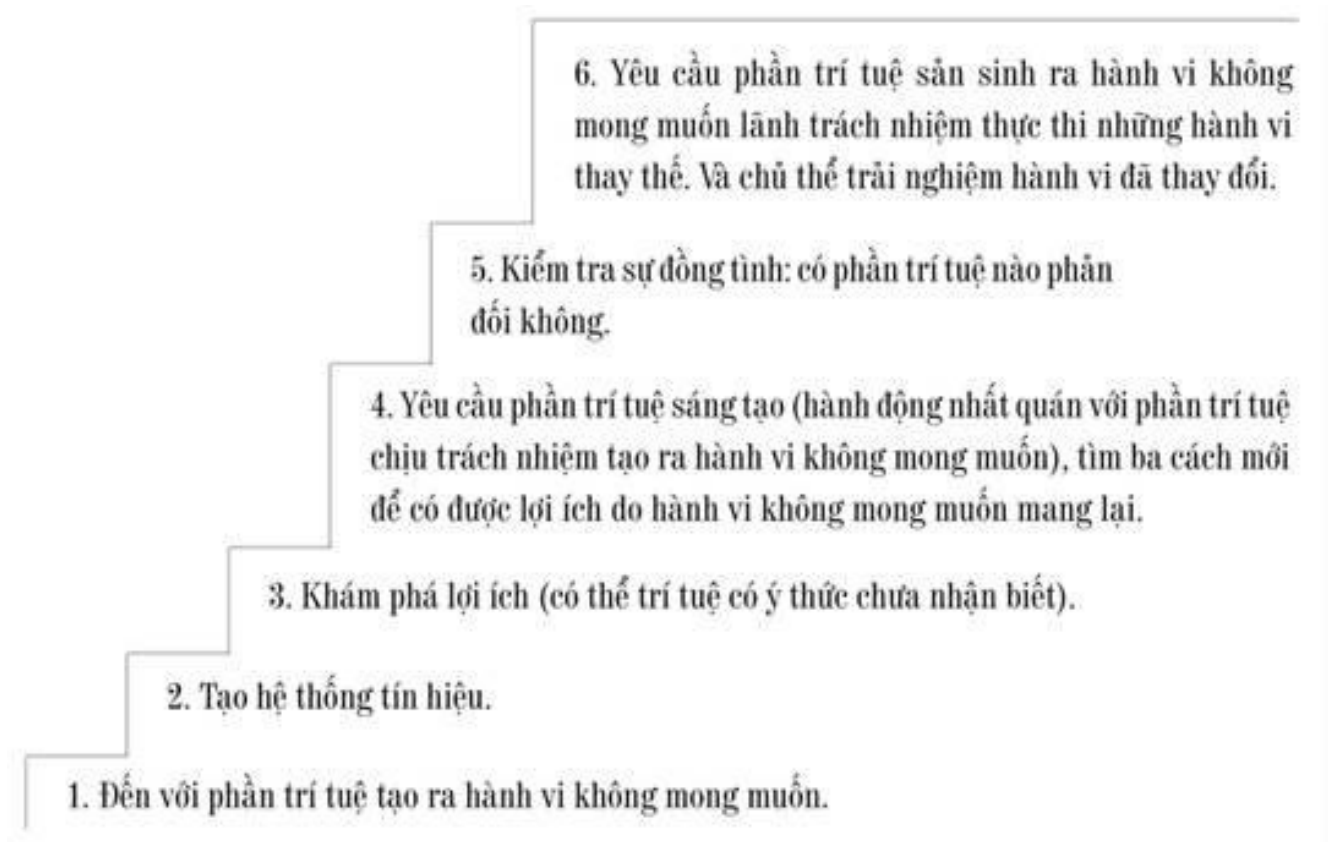 6. Yêu cầu phần trí tuệ sản sinh ra hành vi không
mong muốn lãnh trách nhiệm thực thi những hành vi
thay thế. Và chủ thể trải nghiệm hành vi đã thay đổi.
5. Kiểm tra sự đồng tình: có phần trí tuệ nào phản
đối không.
4. Yêu cầu phần trí tuệ sáng tạo (hành động nhất quán với phần trí tuệ
chịu trách nhiệm tạo ra hành vi không mong muốn), tìm ba cách mới
để có được lợi ích do hành vi không mong muốn mang lại.
3. Khám phá lợi ích (có thể trí tuệ có ý thức chưa nhận biết).
2. Tạo hệ thống tín hiệu.
1. Đến với phần trí tuệ tạo ra hành vi không mong muốn.